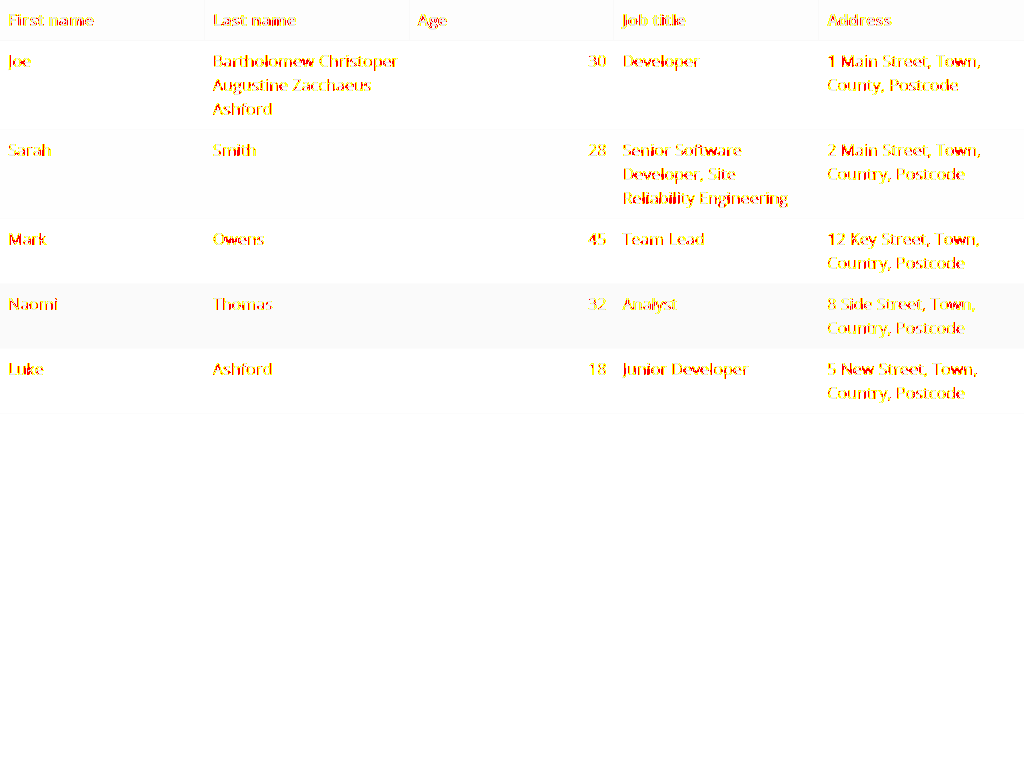 First name Last name Age Job title Address
Joe Bartholomew Christoper 30 Developer 1 Main Street, Town,
Augustine Zacchaeus County, Postcode
Ashford
Sarah Smith 28 Senior Software 2 Main Street, Town,
Developer, Site Country, Postcode
Reliability Engineering
Mark Owens 45 Team Lead 12 Key Street, Town,
Country, Postcode
Naomi Thomas 32 Analyst 8 Side Street, Town,
Country, Postcode
Luke Ashford 18 Junior Developer 5 New Street, Town,
Country, Postcode